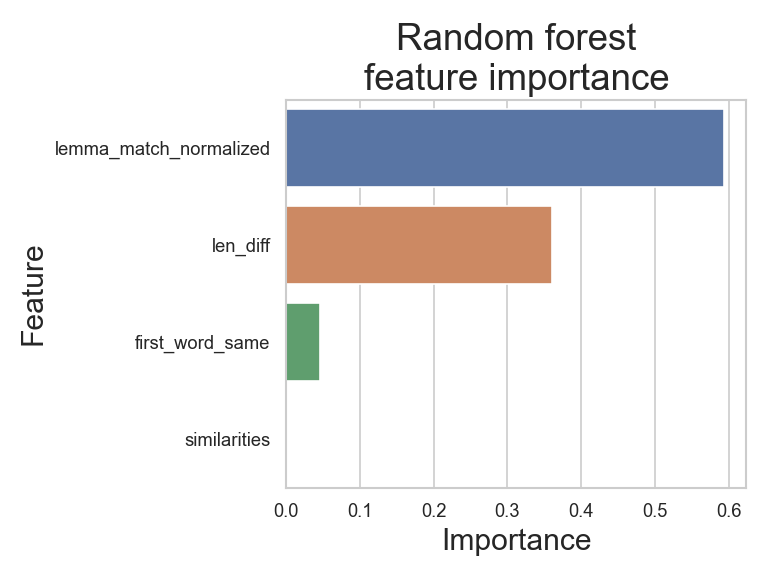 Random forest
feature importance
lemma_match_normalized
len_diff
first_word_same
similarities
Feature
0.0 0.1 0.2 0.3 0.4 0.5 0.6
Importance